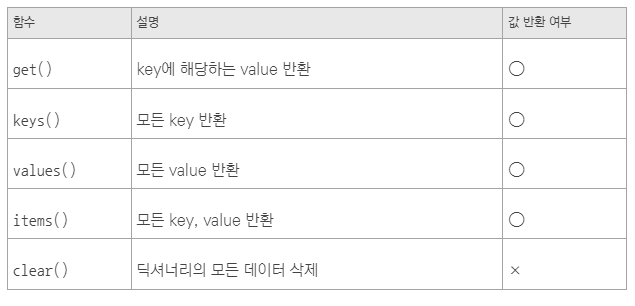 함수 설명 값 반환 여부
get() key에 해당하는 value 반환 ○
keys() 모든 key 반환 ○
values() 모든 value 반환 ○
items() 모든 key, value 반환 ○
clear() 딕셔너리의 모든 데이터 삭제 ×